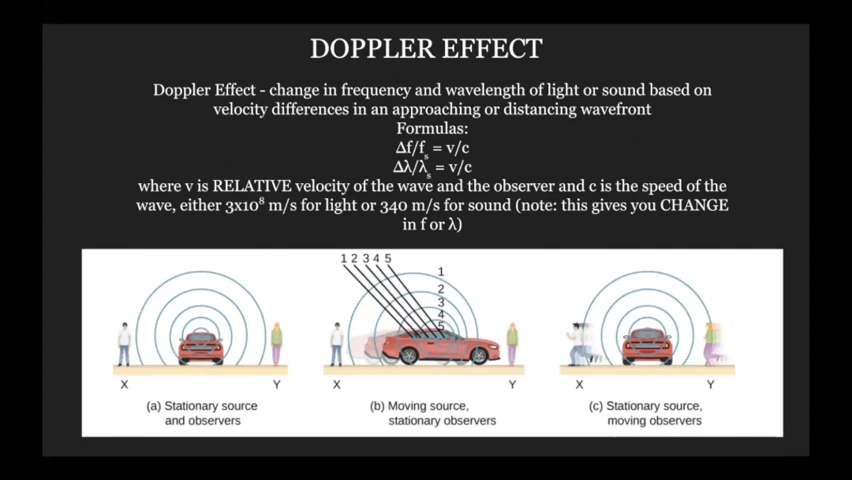 DOPPLER EFFECT
Doppler Effect - change in frequency and wavelength of light or sound based on
velocity differences in an approaching or distancing wavefront
Formulas:
Δf/fₛ = v/c
Δλ/λₛ = v/c
where v is RELATIVE velocity of the wave and the observer and c is the speed of the
wave, either 3x10⁸ m/s for light or 340 m/s for sound (note: this gives you CHANGE
in f or λ)
1 2 3 4 5
1
2
3
4
5
X Y
X Y
X Y
(a) Stationary source
and observers
(b) Moving source,
stationary observers
(c) Stationary source,
moving observers